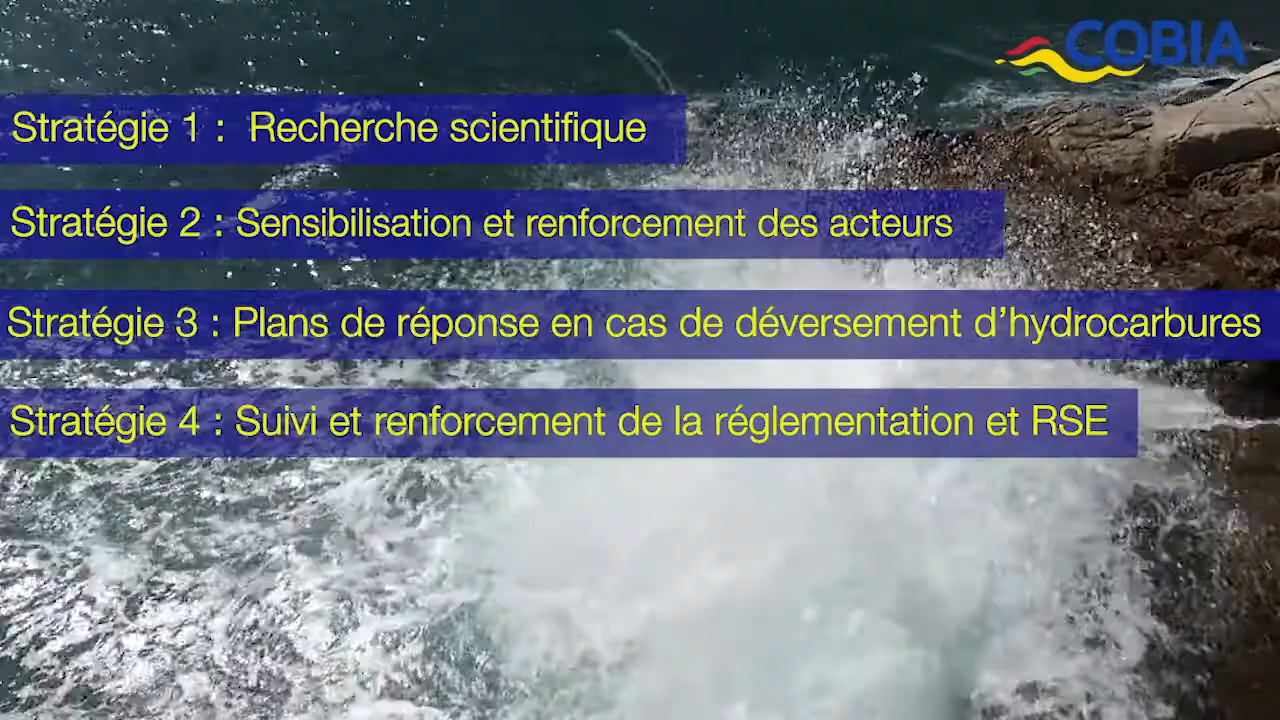 COBIA
Stratégie 1 : Recherche scientifique
Stratégie 2 : Sensibilisation et renforcement des acteurs
Stratégie 3 : Plans de réponse en cas de déversement d’hydrocarbures
Stratégie 4 : Suivi et renforcement de la réglementation et RSE